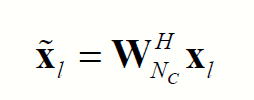 x̃_l = W_{N_C}^H x_l